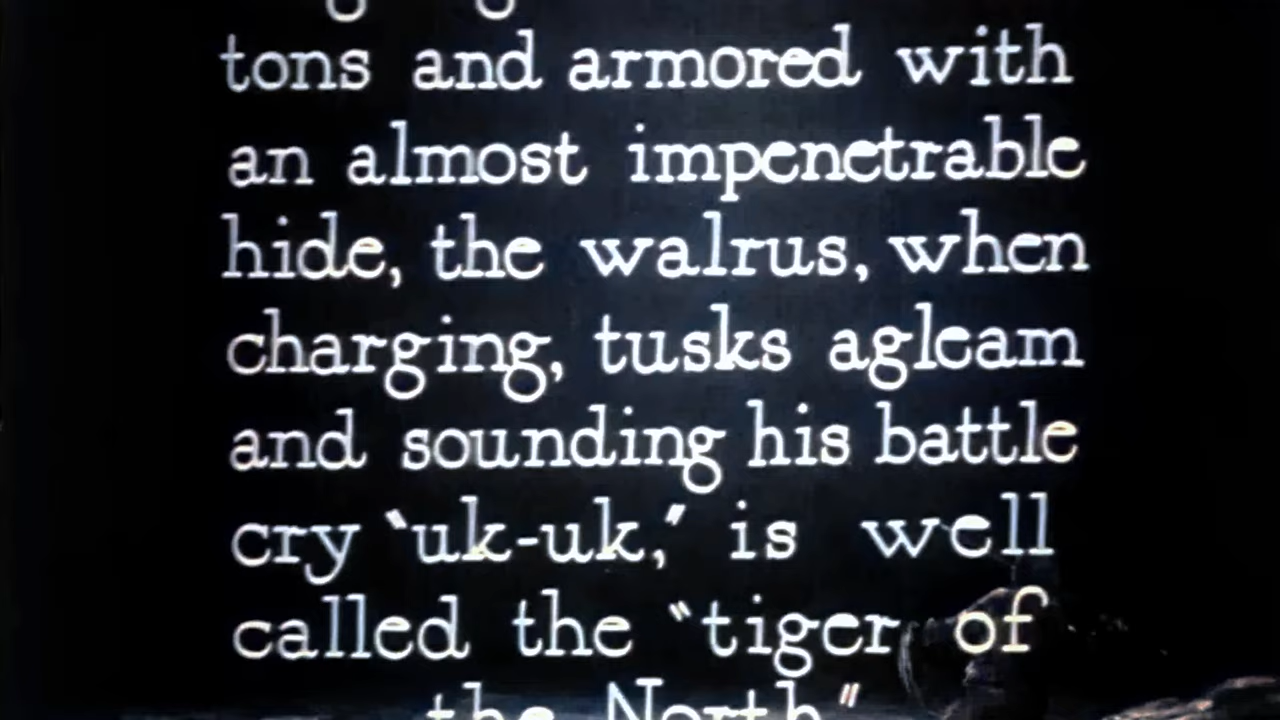 tons and armored with
an almost impenetrable
hide, the walrus, when
charging, tusks agleam
and sounding his battle
cry "uk-uk," is well
called the "tiger of
the North"